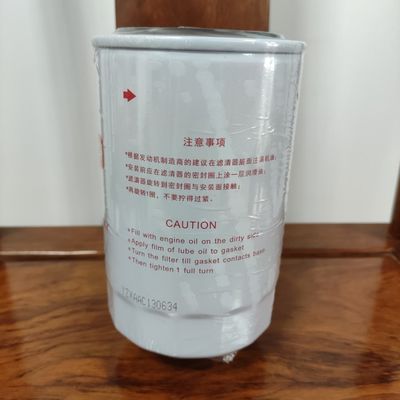 注意事项
•根据发动机制造商的建议在滤清器脏面注满机油;
•安装前应在滤清器的密封圈上涂一层润滑油;
•滤清器旋转到密封圈与安装面接触;
•再旋转1圈,不要拧得过紧。
CAUTION
•Fill with engine oil on the dirty side
•Apply film of lube oil to gasket
•Turn the filter till gasket contacts base
•Then tighten 1 full turn
YZXAAC130634